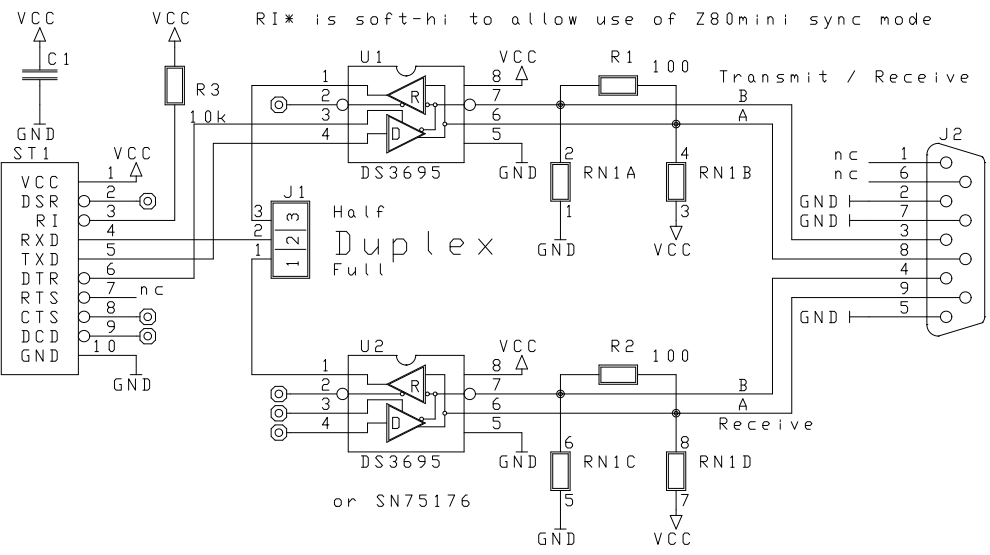 VCC VCC RI* is soft-hi to allow use of Z80mini sync mode
C1
R3
10k
GND
U1
1
2
3
4
R
D
8
7
6
5
DS3695
VCC
GND
R1 100
Transmit / Receive
B
A
2
RN1A
1
GND
4
RN1B
3
VCC
ST1
VCC
VCC 1
DSR 2
RI 3
RXD 4
TXD 5
DTR 6
RTS 7 nc
CTS 8
DCD 9
GND 10
GND
J1
3 3
2 2
1 1
Half
Duplex
Full
J2
nc 1
nc 6
GND 2
GND 7
3
8
4
9
GND 5
U2
1
2
3
4
R
D
8
7
6
5
DS3695
VCC
GND
or SN75176
R2 100
B
A
Receive
6
RN1C
5
GND
8
RN1D
7
VCC